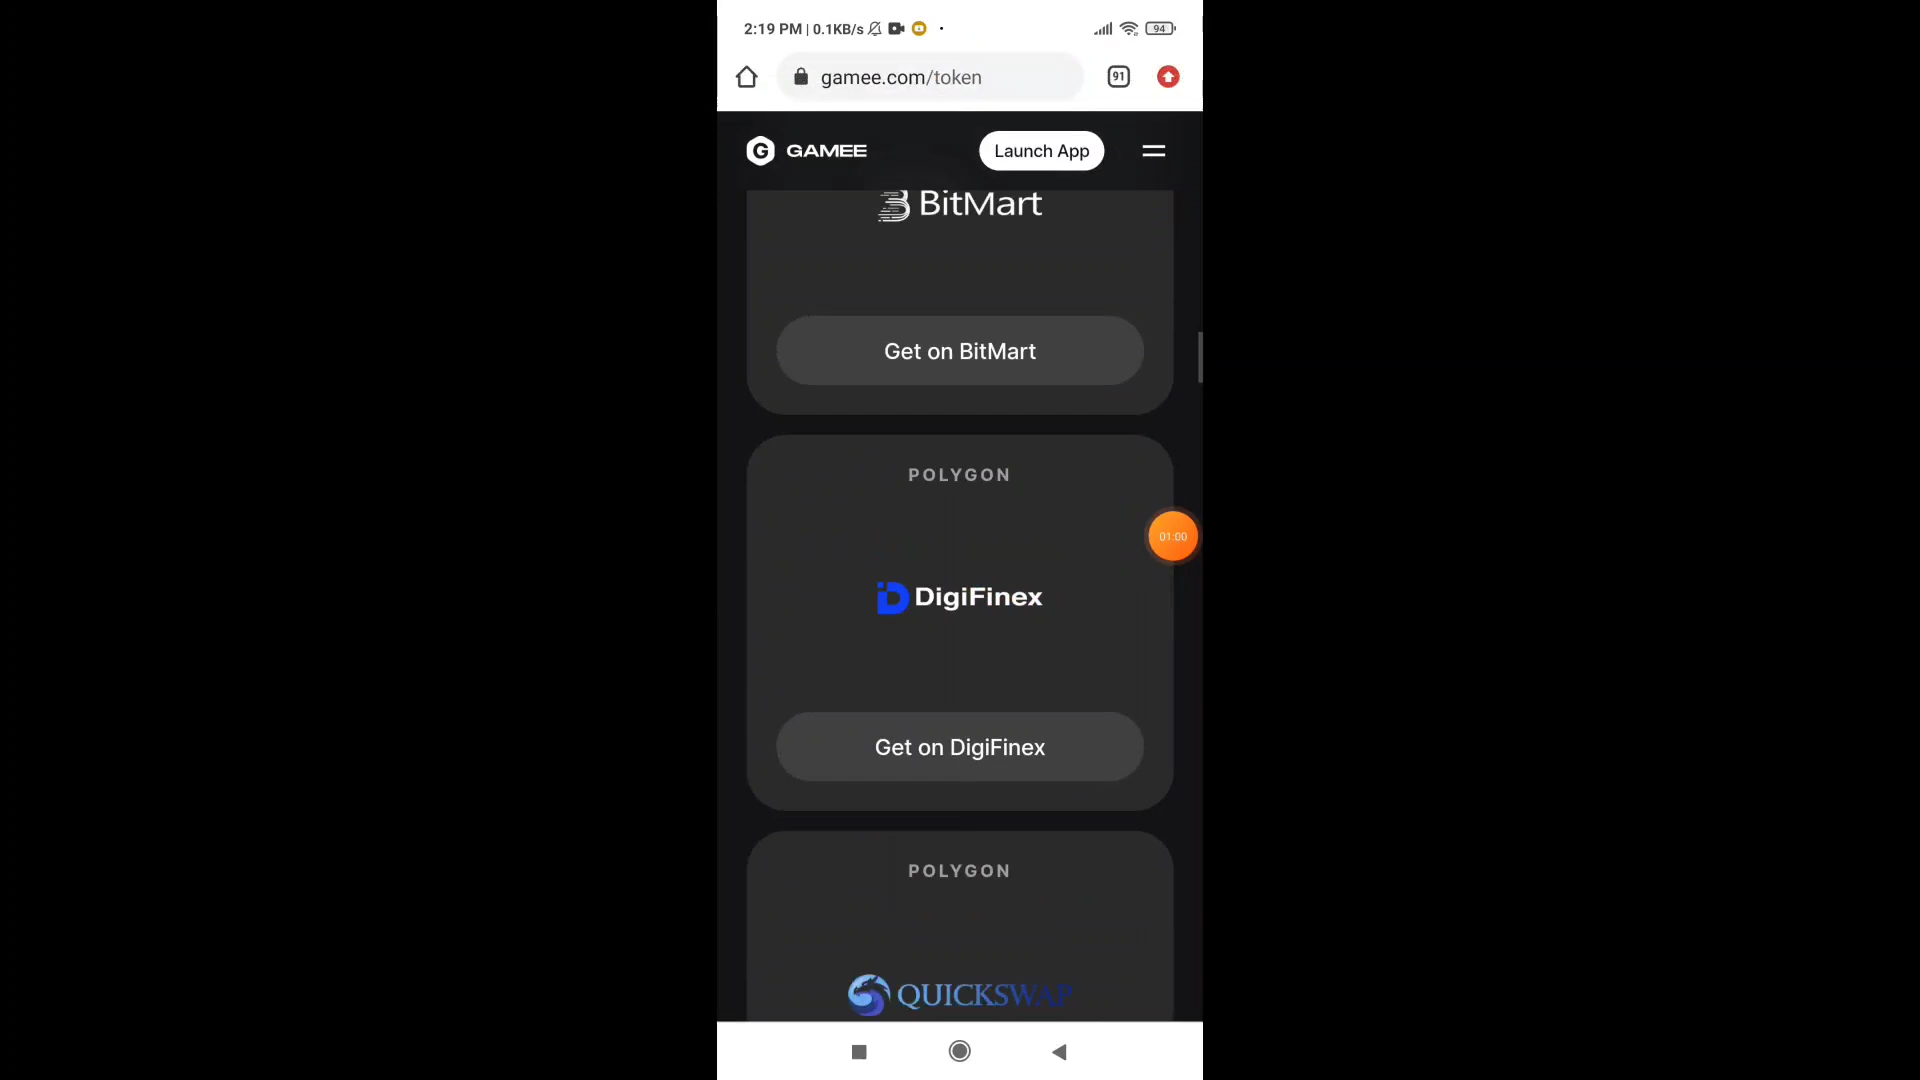 2:19 PM | 0.1KB/s
94
gamee.com/token
91
GAMEE
Launch App
BitMart
Get on BitMart
POLYGON
01:00
DigiFinex
Get on DigiFinex
POLYGON
QUICKSWAP